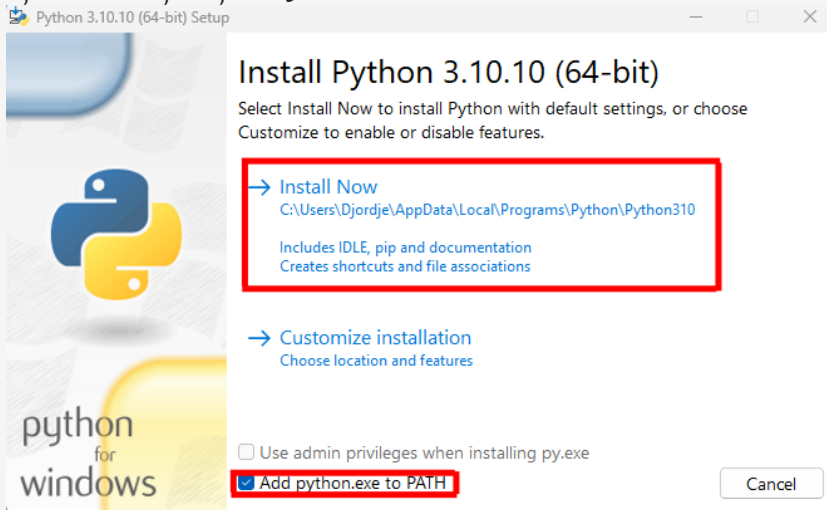 Python 3.10.10 (64-bit) Setup
Install Python 3.10.10 (64-bit)
Select Install Now to install Python with default settings, or choose
Customize to enable or disable features.
Install Now
C:\Users\Djordje\AppData\Local\Programs\Python\Python310
Includes IDLE, pip and documentation
Creates shortcuts and file associations
Customize installation
Choose location and features
python
for
windows
Use admin privileges when installing py.exe
Add python.exe to PATH
Cancel